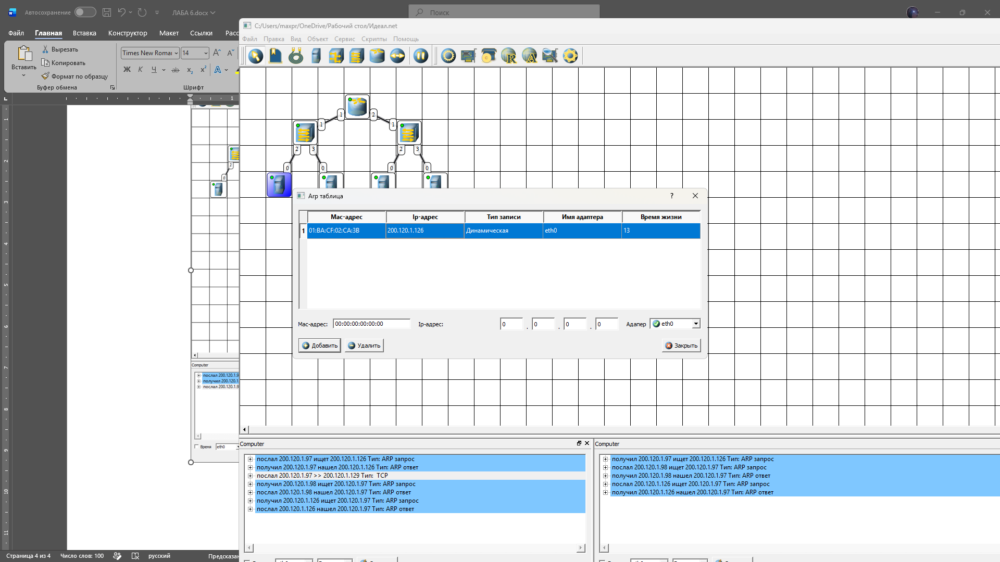 Автосохранение
ЛАБА 6.docx
Поиск
Файл Главная Вставка Конструктор Макет Ссылки Расс
Вставить
Вырезать
Копировать
Формат по образцу
Буфер обмена
Times New Roman 14
Ж К Ч ab x₂ x² A
Шрифт
C:/Users/maxpr/OneDrive/Рабочий стол/Идеал.net
Файл Правка Вид Объект Сервис Скрипты Помощь
1 2
1 1
2 3 2 3
0 0 0 0
2
0
Arp таблица
Mac-адрес Ip-адрес Тип записи Имя адаптера Время жизни
1 01:BA:CF:02:CA:3B 200.120.1.126 Динамическая eth0 13
Mac-адрес: 00:00:00:00:00:00 Ip-адрес: 0 . 0 . 0 . 0 Адапер eth0
Добавить Удалить Закрыть
Computer
послал 200.120.1.9
получил 200.120.1.
послал 200.120.1.9
Время eth0
Computer
послал 200.120.1.97 ищет 200.120.1.126 Тип: ARP запрос
получил 200.120.1.97 нашел 200.120.1.126 Тип: ARP ответ
послал 200.120.1.97 >> 200.120.1.129 Тип: TCP
получил 200.120.1.98 ищет 200.120.1.97 Тип: ARP запрос
послал 200.120.1.98 нашел 200.120.1.97 Тип: ARP ответ
получил 200.120.1.126 ищет 200.120.1.97 Тип: ARP запрос
послал 200.120.1.126 нашел 200.120.1.97 Тип: ARP ответ
Computer
получил 200.120.1.97 ищет 200.120.1.126 Тип: ARP запрос
послал 200.120.1.98 ищет 200.120.1.97 Тип: ARP запрос
получил 200.120.1.98 нашел 200.120.1.97 Тип: ARP ответ
послал 200.120.1.126 ищет 200.120.1.97 Тип: ARP запрос
получил 200.120.1.126 нашел 200.120.1.97 Тип: ARP ответ
Страница 4 из 4 Число слов: 100 русский Предсказан